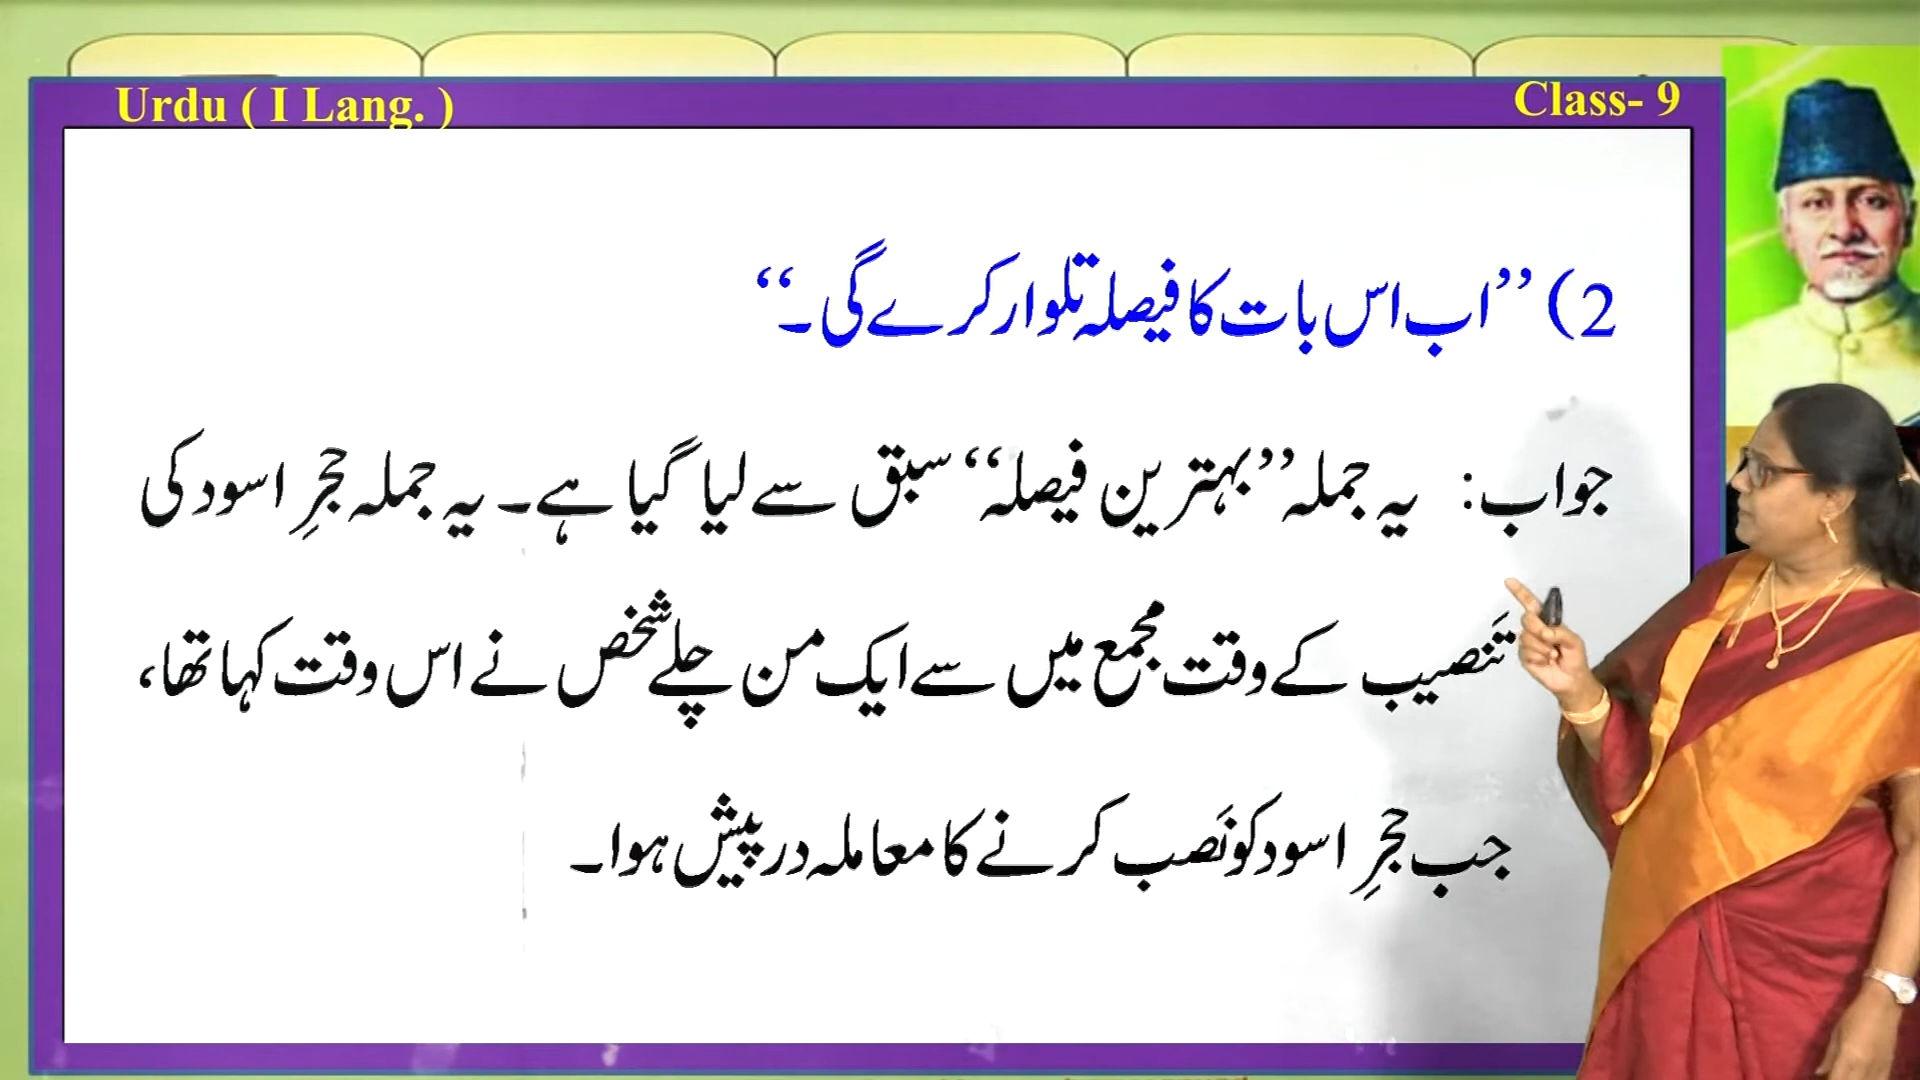 Urdu ( I Lang. )
Class- 9
2) ”اب اس بات کا فیصلہ تلوار کرے گی۔“
جواب: یہ جملہ ”بہترین فیصلہ“ سبق سے لیا گیا ہے۔ یہ جملہ حجرِ اسود کی
تَنصیب کے وقت مجمع میں سے ایک من چلے شخص نے اس وقت کہا تھا،
جب حجرِ اسود کو نَصب کرنے کا معاملہ درپیش ہوا۔